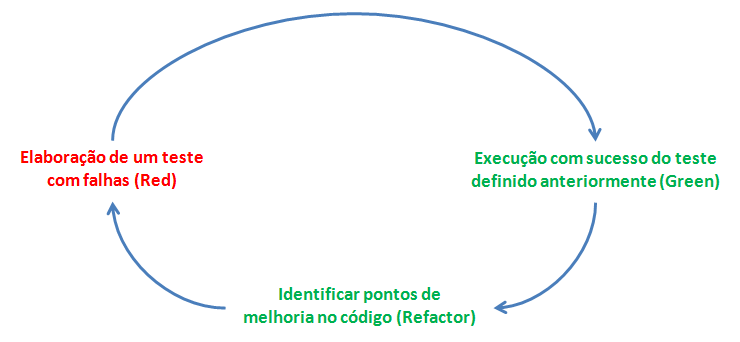 Elaboração de um teste
com falhas (Red)
Execução com sucesso do teste
definido anteriormente (Green)
Identificar pontos de
melhoria no código (Refactor)